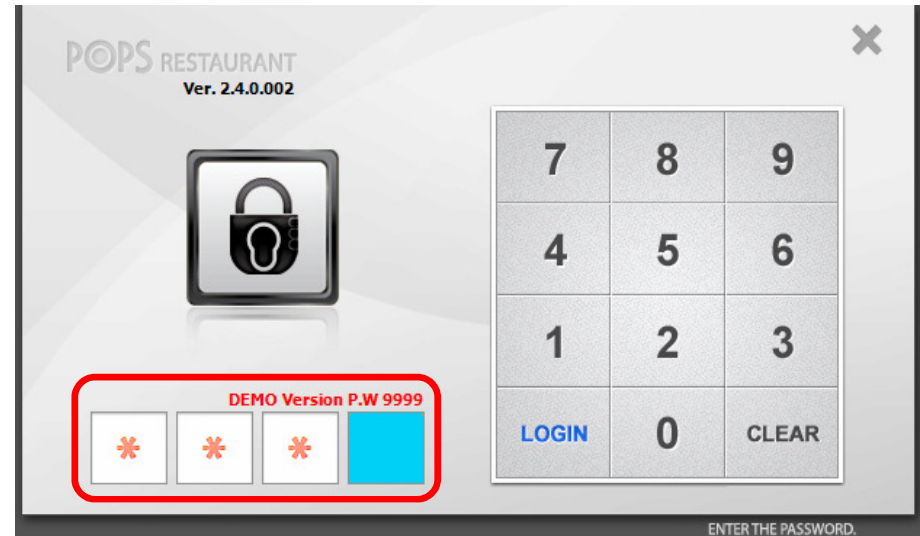 POPS RESTAURANT
Ver. 2.4.0.002
7 8 9
4 5 6
1 2 3
LOGIN 0 CLEAR
DEMO Version P.W 9999
* * *
ENTER THE PASSWORD.